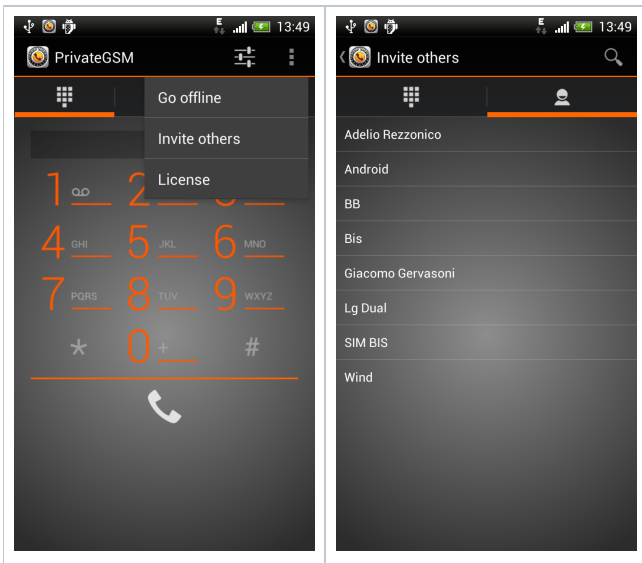 E 13:49
PrivateGSM
Go offline
Invite others
License
1 2
4 GHI 5 JKL 6 MNO
7 PQRS 8 TUV 9 WXYZ
* 0 + #
E 13:49
Invite others
Adelio Rezzonico
Android
BB
Bis
Giacomo Gervasoni
Lg Dual
SIM BIS
Wind